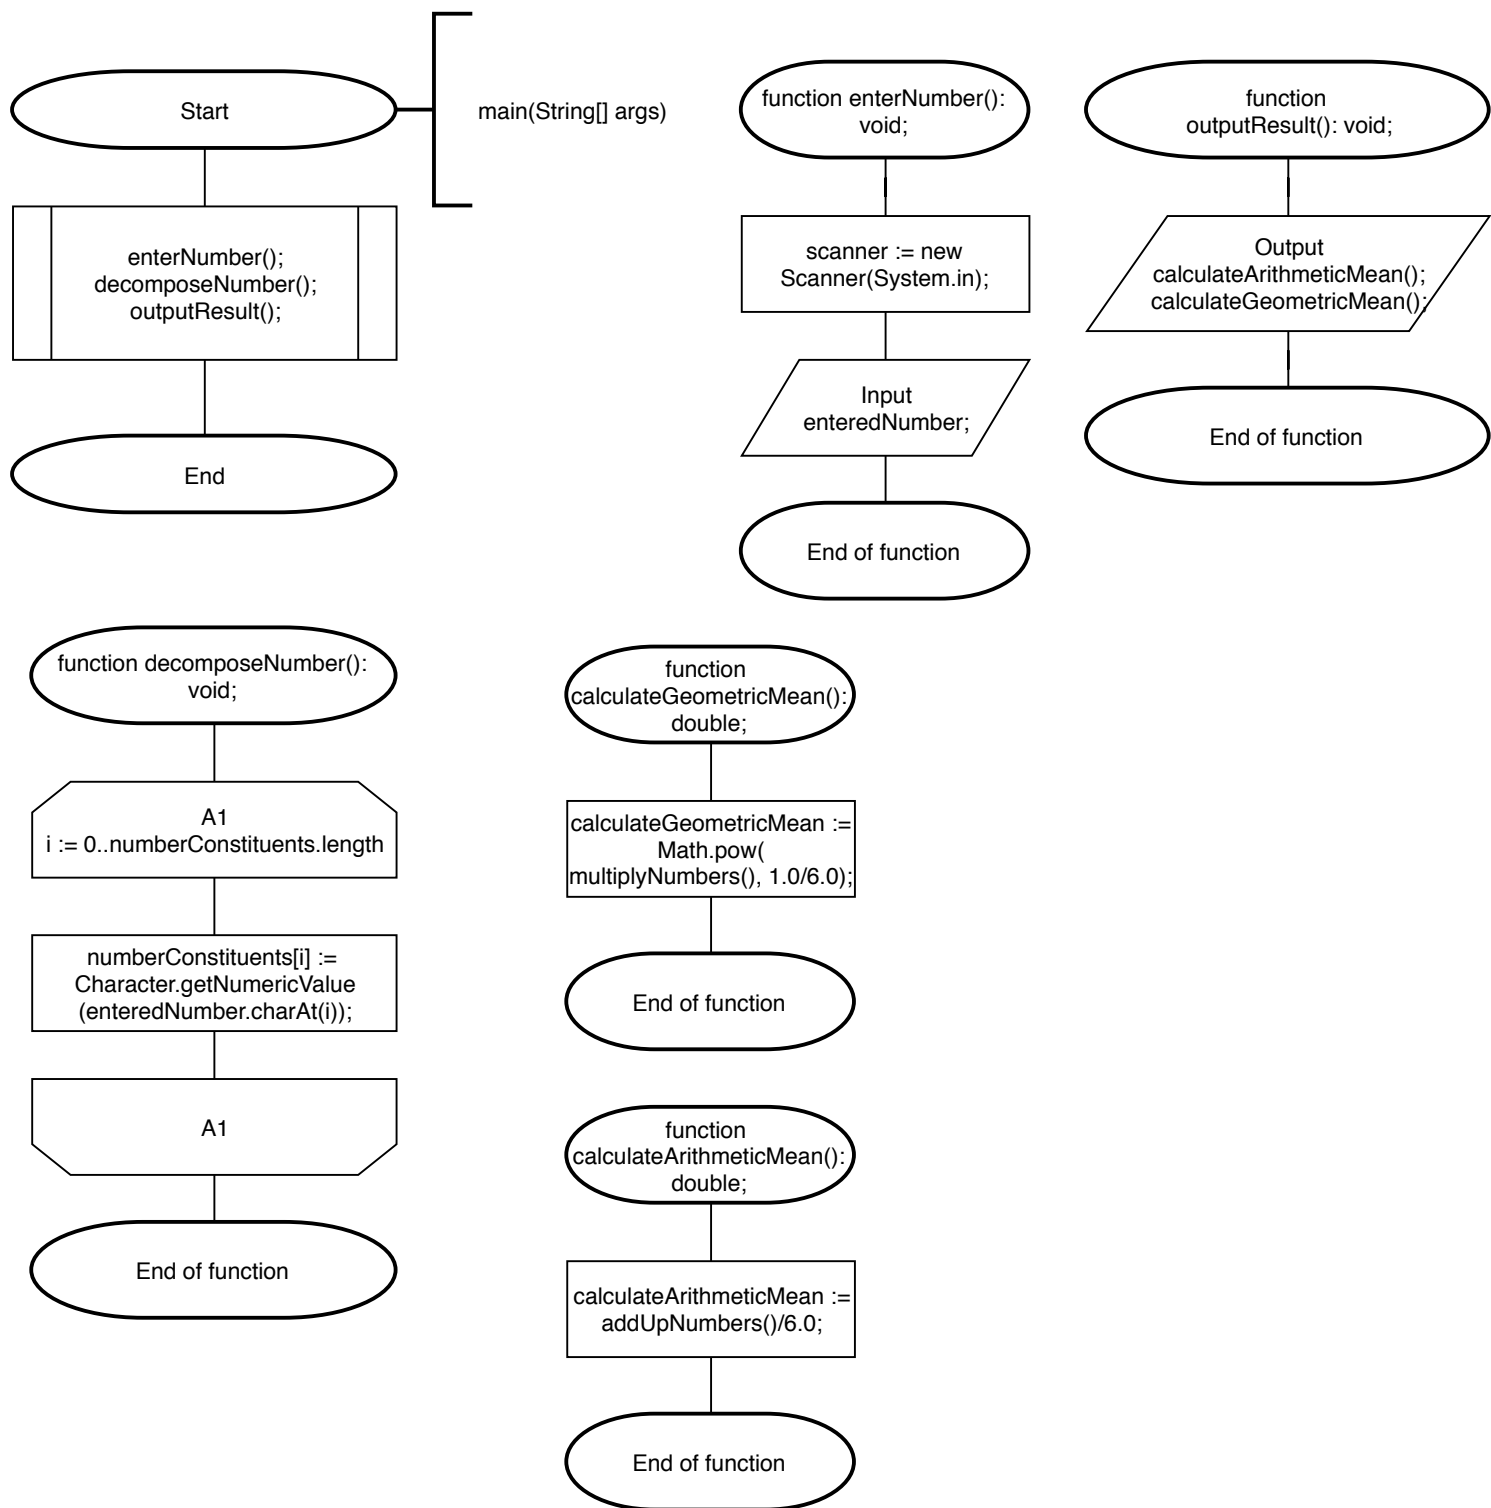 Start
main(String[] args)
enterNumber();
decomposeNumber();
outputResult();
End
function enterNumber():
void;
scanner := new
Scanner(System.in);
Input
enteredNumber;
End of function
function
outputResult(): void;
Output
calculateArithmeticMean();
calculateGeometricMean();
End of function
function decomposeNumber():
void;
A1
i := 0..numberConstituents.length
numberConstituents[i] :=
Character.getNumericValue
(enteredNumber.charAt(i));
A1
End of function
function
calculateGeometricMean():
double;
calculateGeometricMean :=
Math.pow(
multiplyNumbers(), 1.0/6.0);
End of function
function
calculateArithmeticMean():
double;
calculateArithmeticMean :=
addUpNumbers()/6.0;
End of function